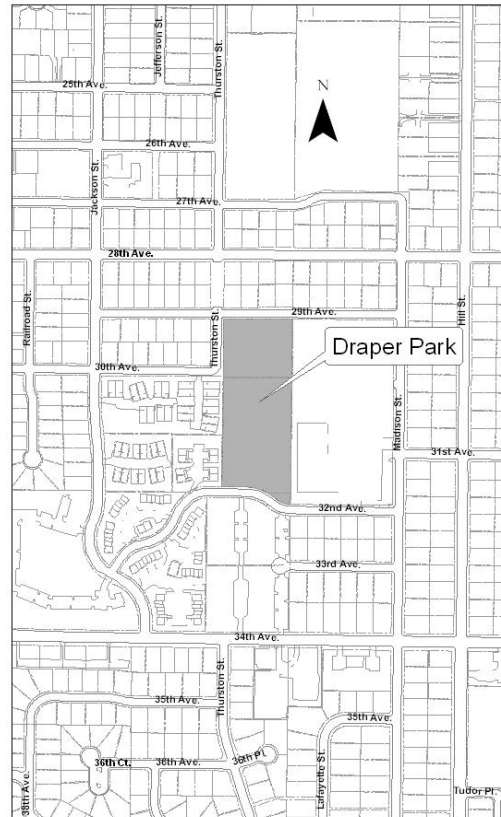 Jefferson St.
Thurston St.
25th Ave.
N
26th Ave.
Jackson St.
27th Ave.
28th Ave.
Railroad St.
Thurston St.
29th Ave.
Hill St.
Draper Park
30th Ave.
Madison St.
31st Ave.
32nd Ave.
33rd Ave.
34th Ave.
Thurston St.
35th Ave.
35th Ave.
36th Ct.
36th Ave.
36th Pl.
Lafayette St.
38th Ave.
Tudor Pl.